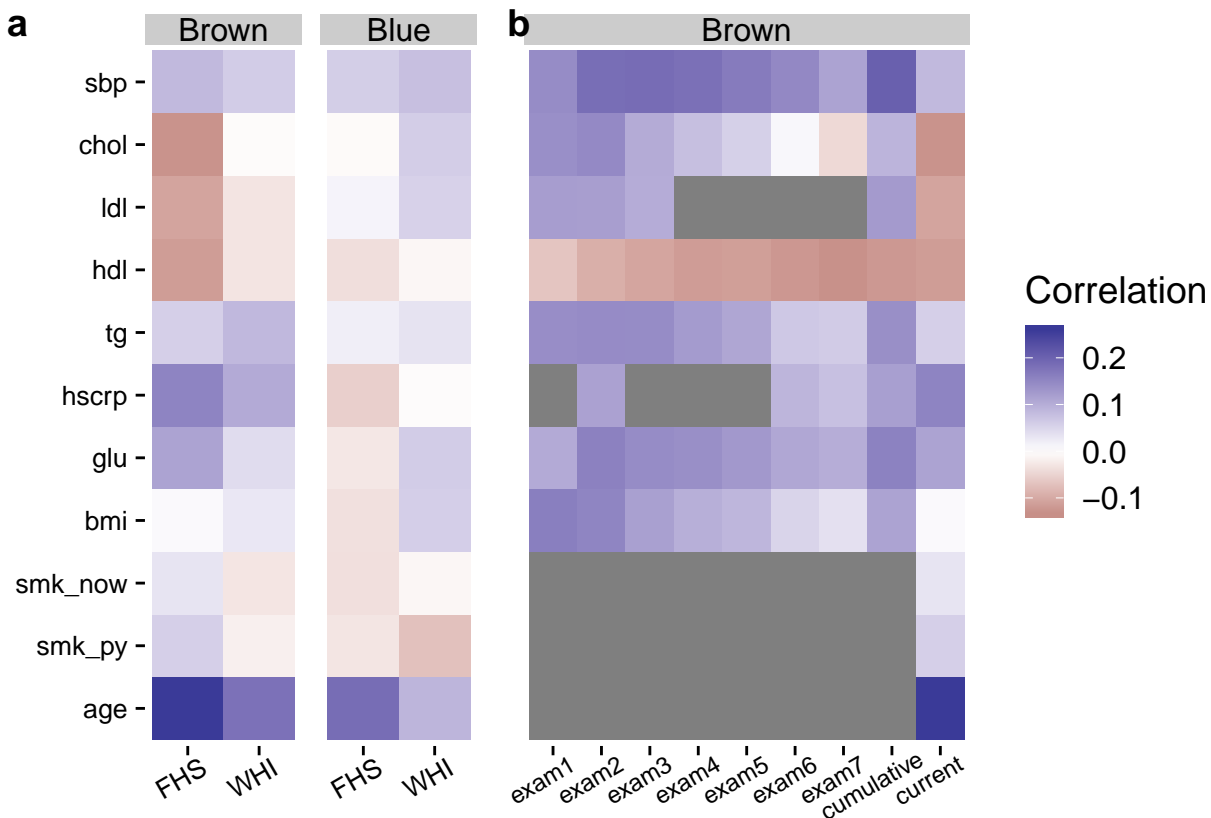 a
Brown
Blue
b
Brown
sbp
chol
ldl
hdl
tg
hscrp
glu
bmi
smk_now
smk_py
age
FHS
WHI
FHS
WHI
exam1
exam2
exam3
exam4
exam5
exam6
exam7
cumulative
current
Correlation
0.2
0.1
0.0
−0.1